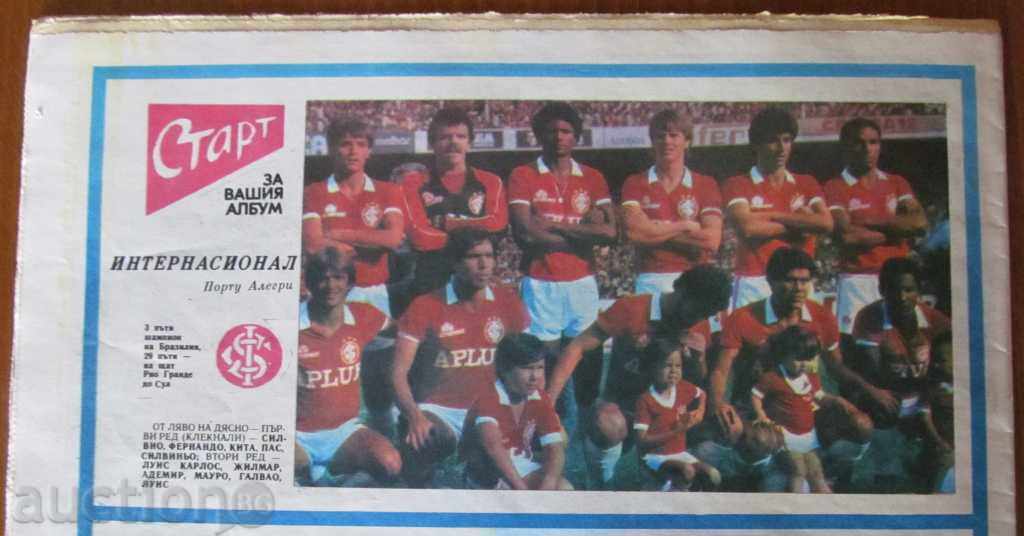 Старт
ЗА
ВАШИЯ
АЛБУМ
ИНТЕРНАСИОНАЛ
Порту Алегри
3 пъти
шампион
на Бразилия,
29 пъти —
на щат
Рио Гранде
до Сул
ОТ ЛЯВО НА ДЯСНО — ПЪР-
ВИ РЕД (КЛЕКНАЛИ) — СИЛ-
ВИО, ФЕРНАНДО, КИТА, ПАС,
СИЛВИНЬО; ВТОРИ РЕД —
ЛУИС КАРЛОС, ЖИЛМАР,
АДЕМИР, МАУРО, ГАЛВАО,
ЛУИС
APLUB
APLUB
APLUB
auction.bg